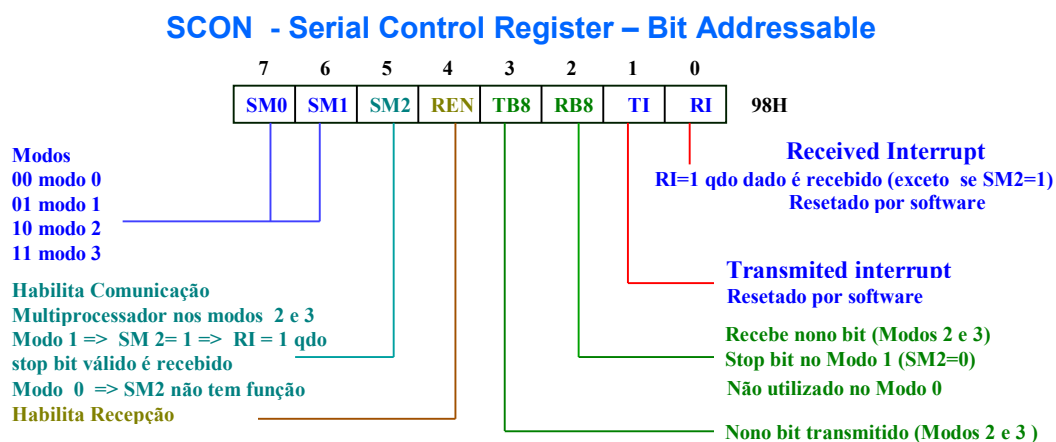 SCON - Serial Control Register – Bit Addressable
7 6 5 4 3 2 1 0
SM0 SM1 SM2 REN TB8 RB8 TI RI 98H
Modos
00 modo 0
01 modo 1
10 modo 2
11 modo 3
Received Interrupt
RI=1 qdo dado é recebido (exceto se SM2=1)
Resetado por software
Transmited interrupt
Resetado por software
Habilita Comunicação
Multiprocessador nos modos 2 e 3
Modo 1 => SM 2= 1 => RI = 1 qdo
stop bit válido é recebido
Modo 0 => SM2 não tem função
Habilita Recepção
Recebe nono bit (Modos 2 e 3)
Stop bit no Modo 1 (SM2=0)
Não utilizado no Modo 0
Nono bit transmitido (Modos 2 e 3 )